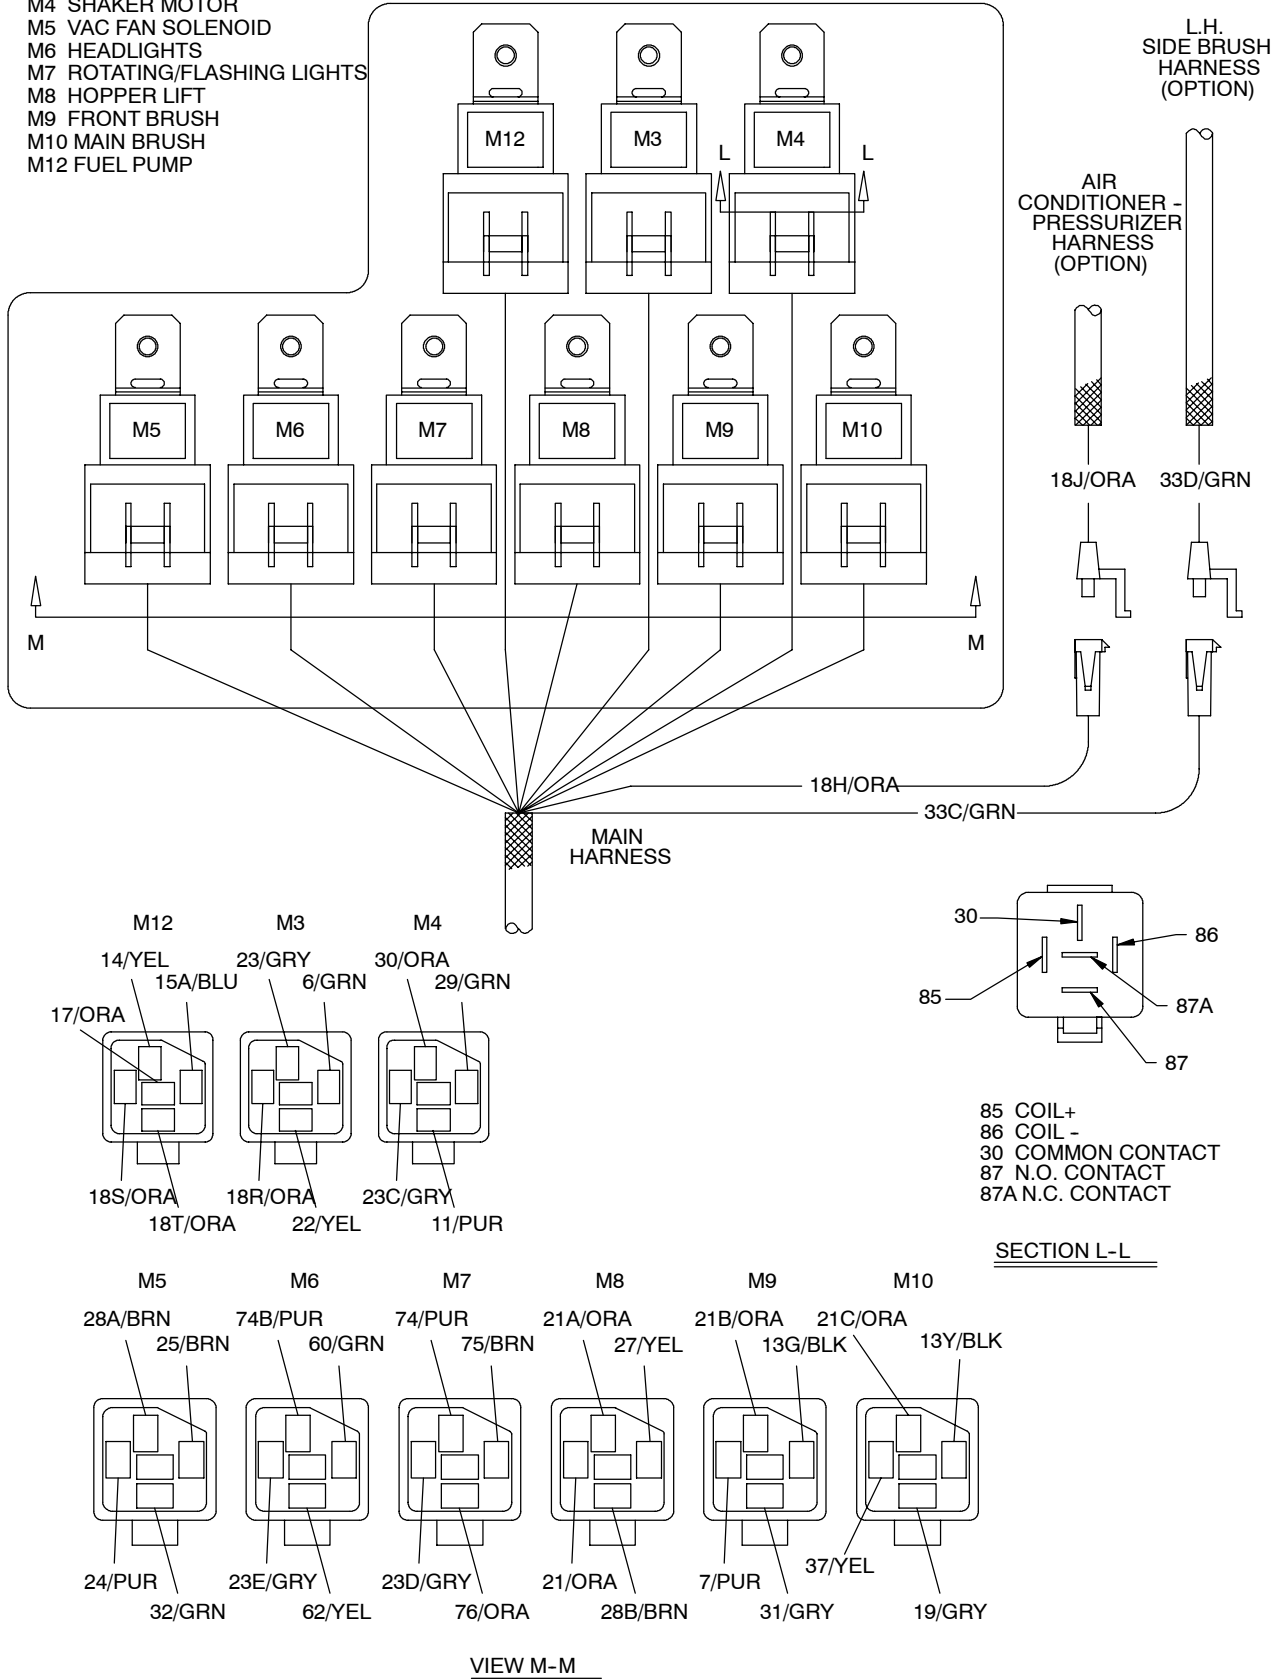 M4 SHAKER MOTOR
M5 VAC FAN SOLENOID
M6 HEADLIGHTS
M7 ROTATING/FLASHING LIGHTS
M8 HOPPER LIFT
M9 FRONT BRUSH
M10 MAIN BRUSH
M12 FUEL PUMP
L.H.
SIDE BRUSH
HARNESS
(OPTION)
M12
M3
M4
L
L
AIR
CONDITIONER -
PRESSURIZER
HARNESS
(OPTION)
M5
M6
M7
M8
M9
M10
18J/ORA
33D/GRN
M
M
18H/ORA
33C/GRN
MAIN
HARNESS
M12
M3
M4
14/YEL
15A/BLU
17/ORA
23/GRY
6/GRN
30/ORA
29/GRN
18S/ORA
18T/ORA
18R/ORA
22/YEL
23C/GRY
11/PUR
30
86
85
87A
87
85 COIL+
86 COIL -
30 COMMON CONTACT
87 N.O. CONTACT
87A N.C. CONTACT
SECTION L-L
M5
M6
M7
M8
M9
M10
28A/BRN
25/BRN
74B/PUR
60/GRN
74/PUR
75/BRN
21A/ORA
27/YEL
21B/ORA
13G/BLK
21C/ORA
13Y/BLK
24/PUR
32/GRN
23E/GRY
62/YEL
23D/GRY
76/ORA
21/ORA
28B/BRN
7/PUR
31/GRY
37/YEL
19/GRY
VIEW M-M